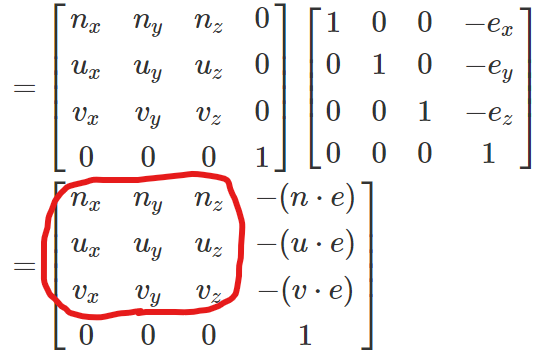 = [ n_x n_y n_z 0 ] [ 1 0 0 −e_x ]
[ u_x u_y u_z 0 ] [ 0 1 0 −e_y ]
[ v_x v_y v_z 0 ] [ 0 0 1 −e_z ]
[ 0 0 0 1 ] [ 0 0 0 1 ]
= [ n_x n_y n_z −(n · e) ]
[ u_x u_y u_z −(u · e) ]
[ v_x v_y v_z −(v · e) ]
[ 0 0 0 1 ]